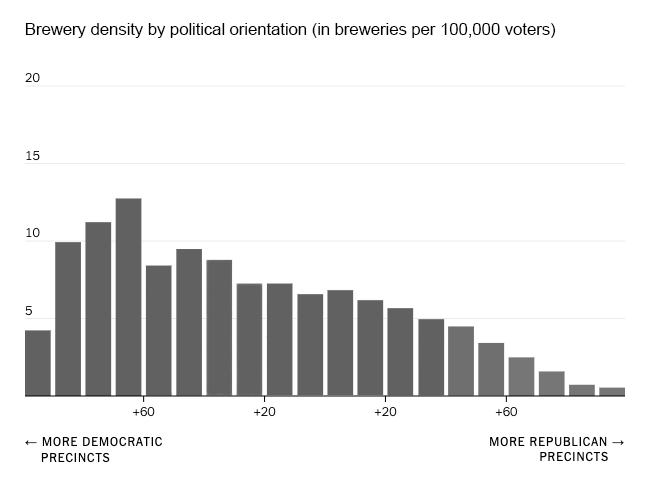 Brewery density by political orientation (in breweries per 100,000 voters)
20
15
10
5
+60
+20
+20
+60
← MORE DEMOCRATIC
PRECINCTS
MORE REPUBLICAN →
PRECINCTS